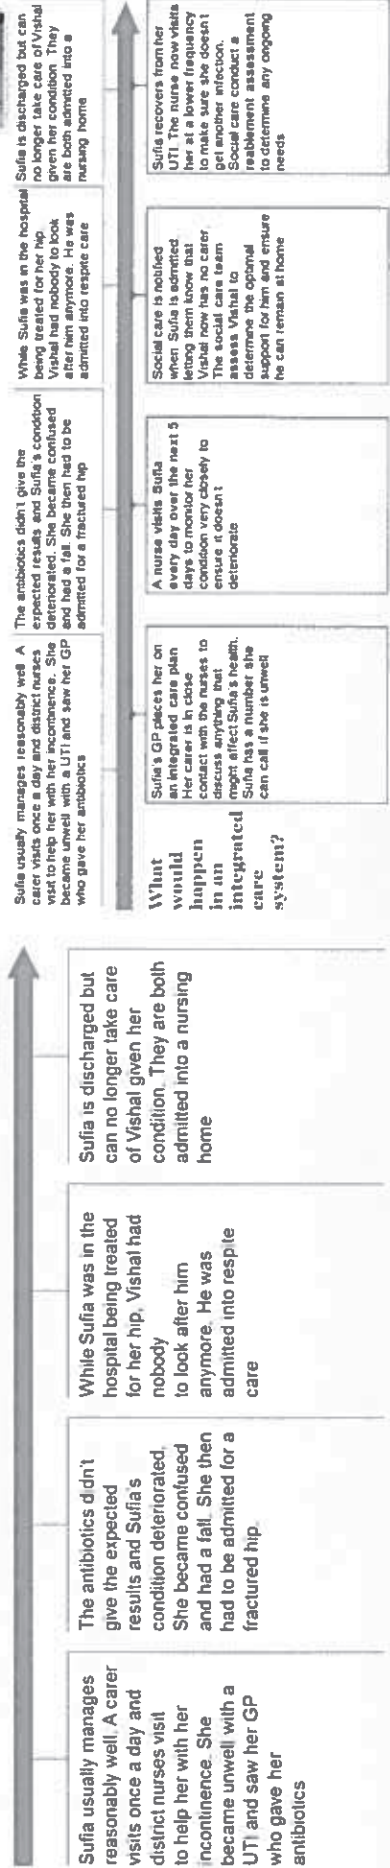 Sufia usually manages
reasonably well. A carer
visits once a day and
district nurses visit
to help her with her
incontinence. She
became unwell with a
UTI and saw her GP
who gave her
antibiotics
The antibiotics didn't
give the expected
results and Sufia's
condition deteriorated.
She became confused
and had a fall. She then
had to be admitted for a
fractured hip.
While Sufia was in the
hospital being treated
for her hip, Vishal had
nobody
to look after him
anymore. He was
admitted into respite
care
Sufia is discharged but
can no longer take care
of Vishal given her
condition. They are both
admitted into a nursing
home
Sufia usually manages reasonably well. A
carer visits once a day and district nurses
visit to help her with her incontinence. She
became unwell with a UTI and saw her GP
who gave her antibiotics
The antibiotics didn't give the
expected results and Sufia's condition
deteriorated. She became confused
and had a fall. She then had to be
admitted for a fractured hip
While Sufia was in the hospital
being treated for her hip,
Vishal had nobody to look
after him anymore. He was
admitted into respite care
Sufia is discharged but can
no longer take care of Vishal
given her condition. They
are both admitted into a
nursing home
What
would
happen
in an
integrated
care
system?
Sufia's GP places her on
an integrated care plan
Her carer is in close
contact with the nurses to
discuss anything that
might affect Sufia's health.
Sufia has a number she
can call if she is unwell
A nurse visits Sufia
every day over the next 5
days to monitor her
condition very closely to
ensure it doesn't
deteriorate
Social care is notified
when Sufia is admitted
letting them know that
Vishal now has no carer
The social care team
assess Vishal to
determine the optimal
support for him and ensure
he can remain at home
Sufia recovers from her
UTI. The nurse now visits
her at a lower frequency
to make sure she doesn't
get another infection.
Social care conduct a
reablement assessment
to determine any ongoing
needs